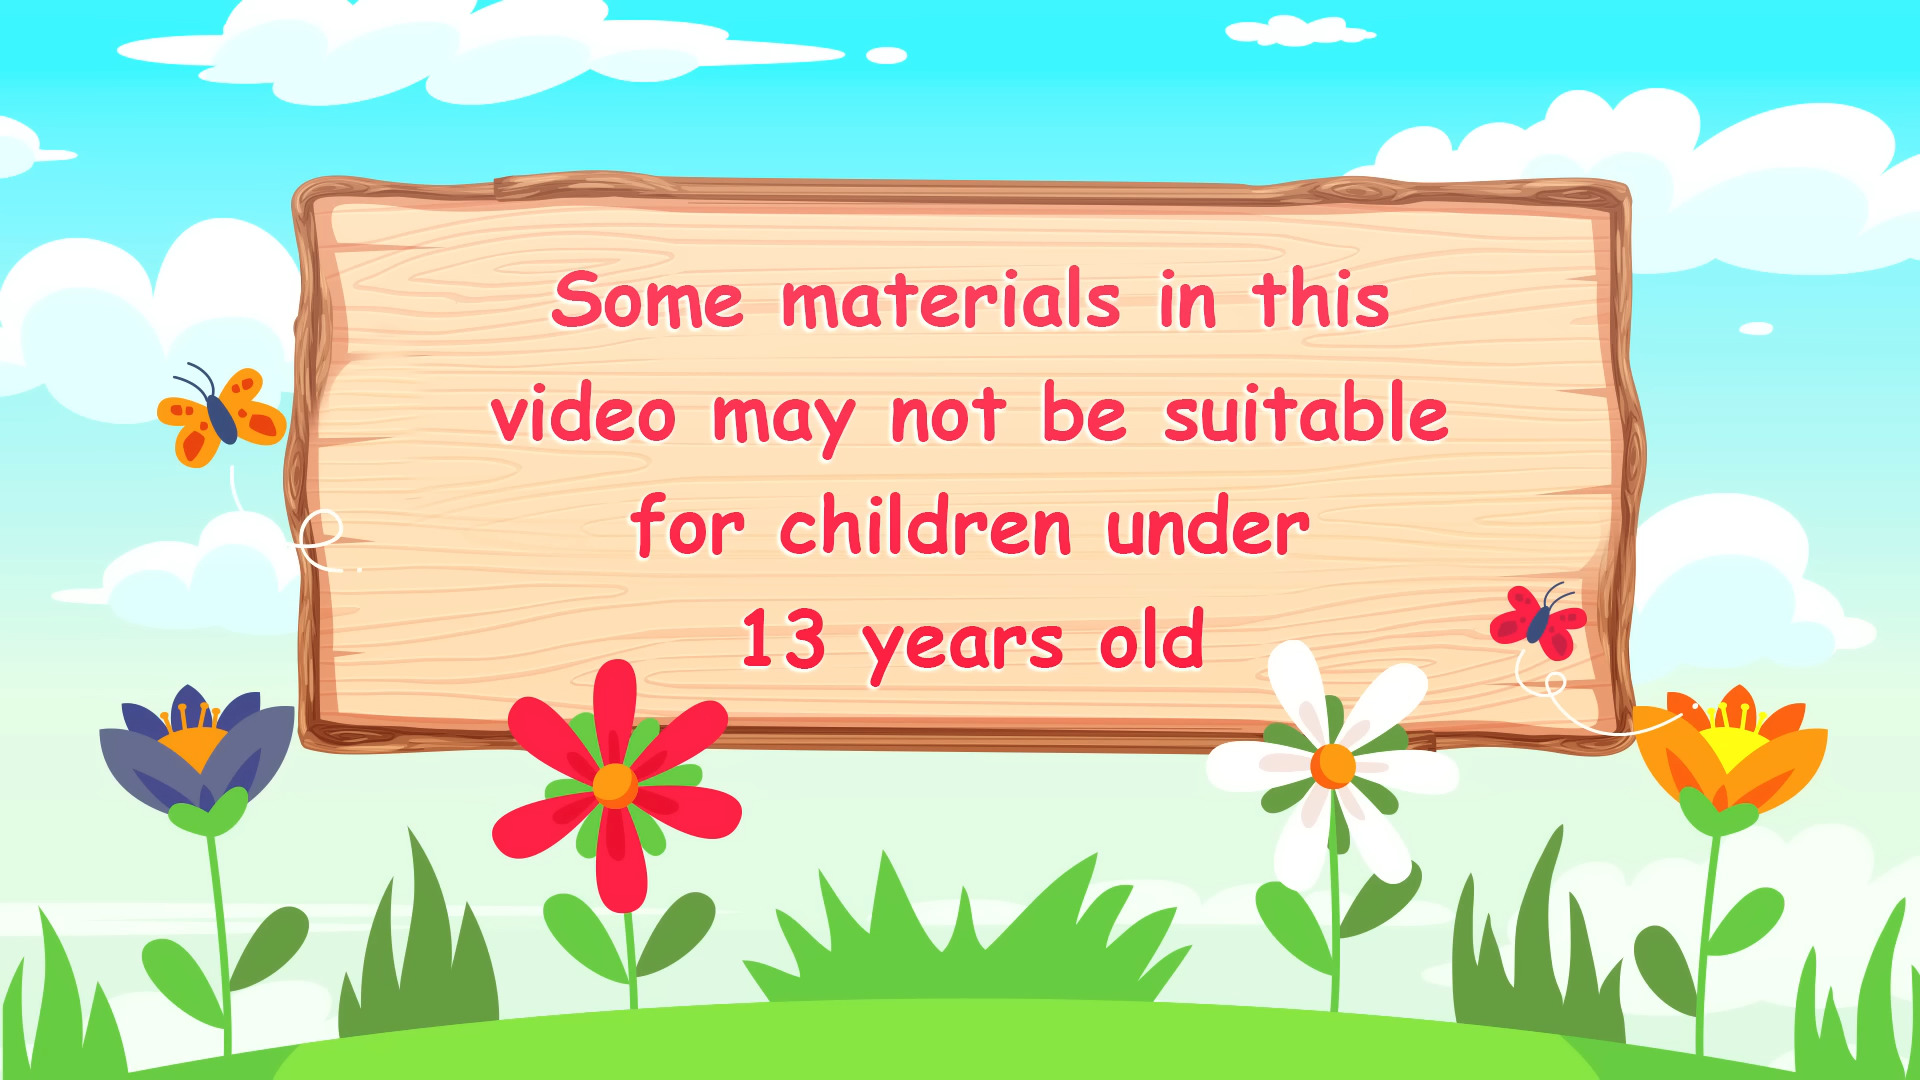 Some materials in this
video may not be suitable
for children under
13 years old